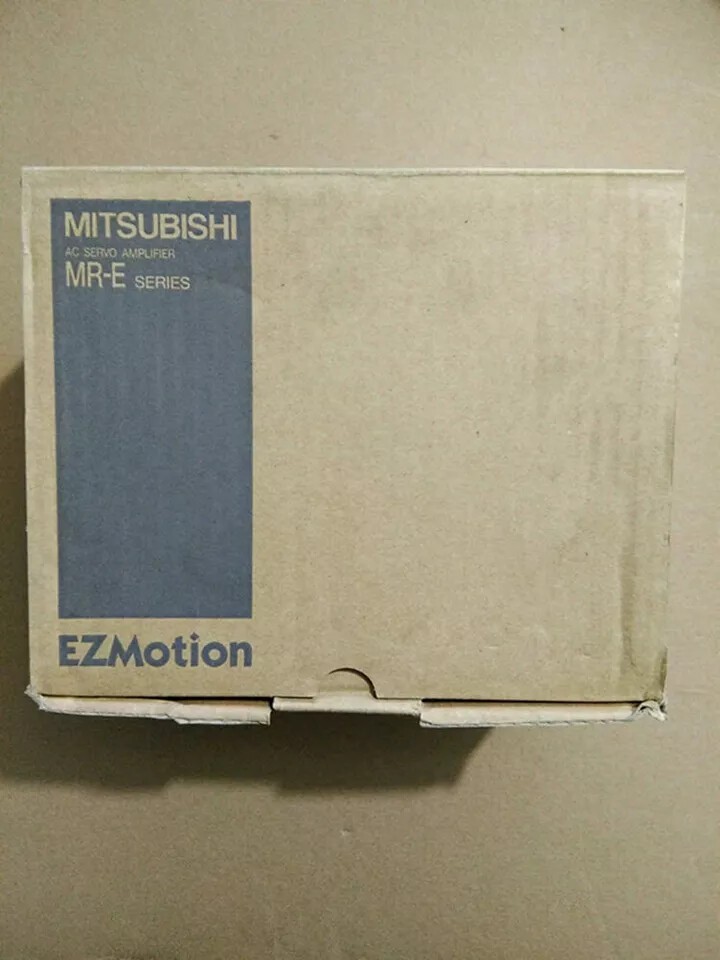 MITSUBISHI
AC SERVO AMPLIFIER
MR-E SERIES
EZMotion